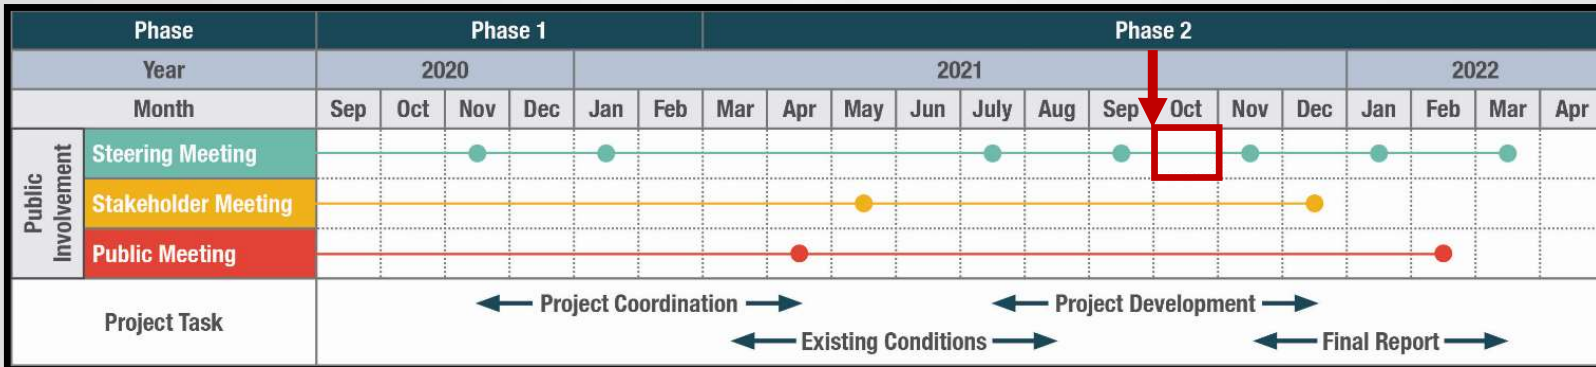 Phase Phase 1 Phase 2
Year 2020 2021 2022
Month Sep Oct Nov Dec Jan Feb Mar Apr May Jun July Aug Sep Oct Nov Dec Jan Feb Mar Apr
Public Involvement
Steering Meeting
Stakeholder Meeting
Public Meeting
Project Task
Project Coordination Project Development
Existing Conditions Final Report